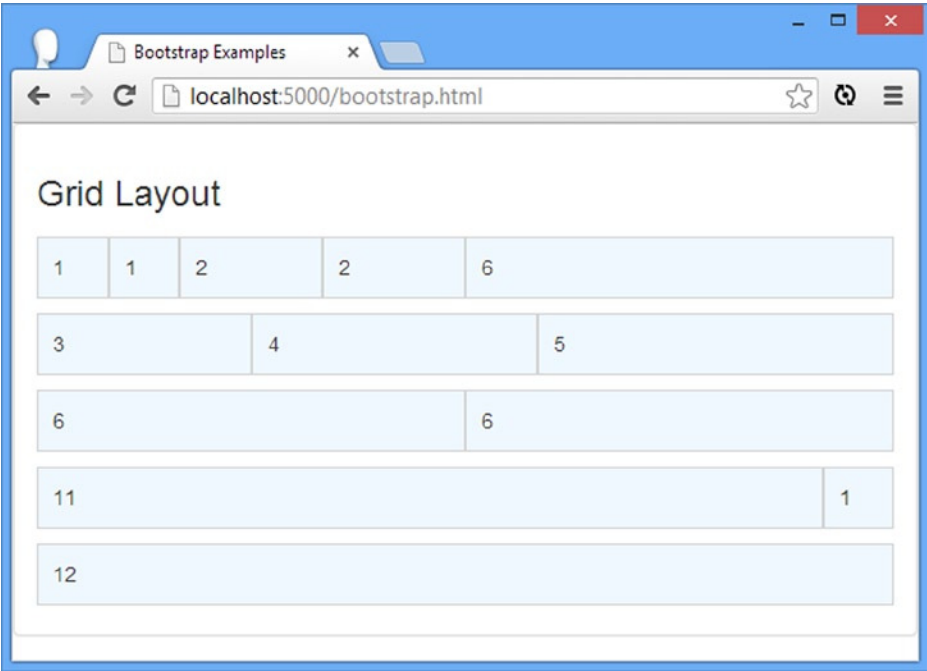 Bootstrap Examples
localhost:5000/bootstrap.html
Grid Layout
1 1 2 2 6
3 4 5
6 6
11 1
12